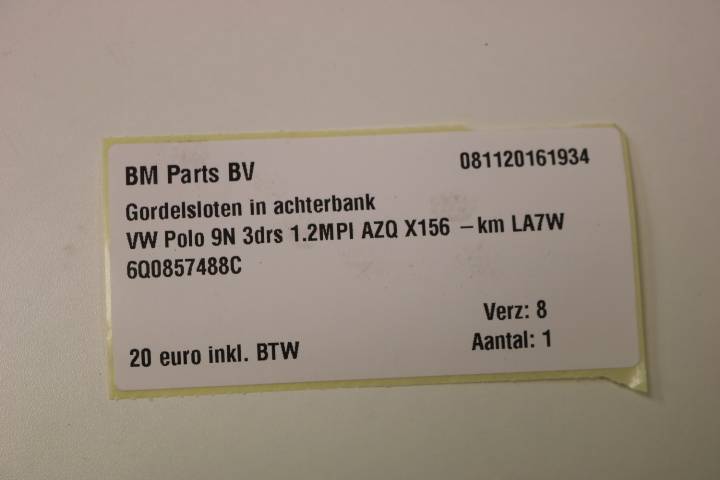 BM Parts BV 081120161934
Gordelsloten in achterbank
VW Polo 9N 3drs 1.2MPI AZQ X156 –km LA7W
6Q0857488C
Verz: 8
20 euro inkl. BTW Aantal: 1